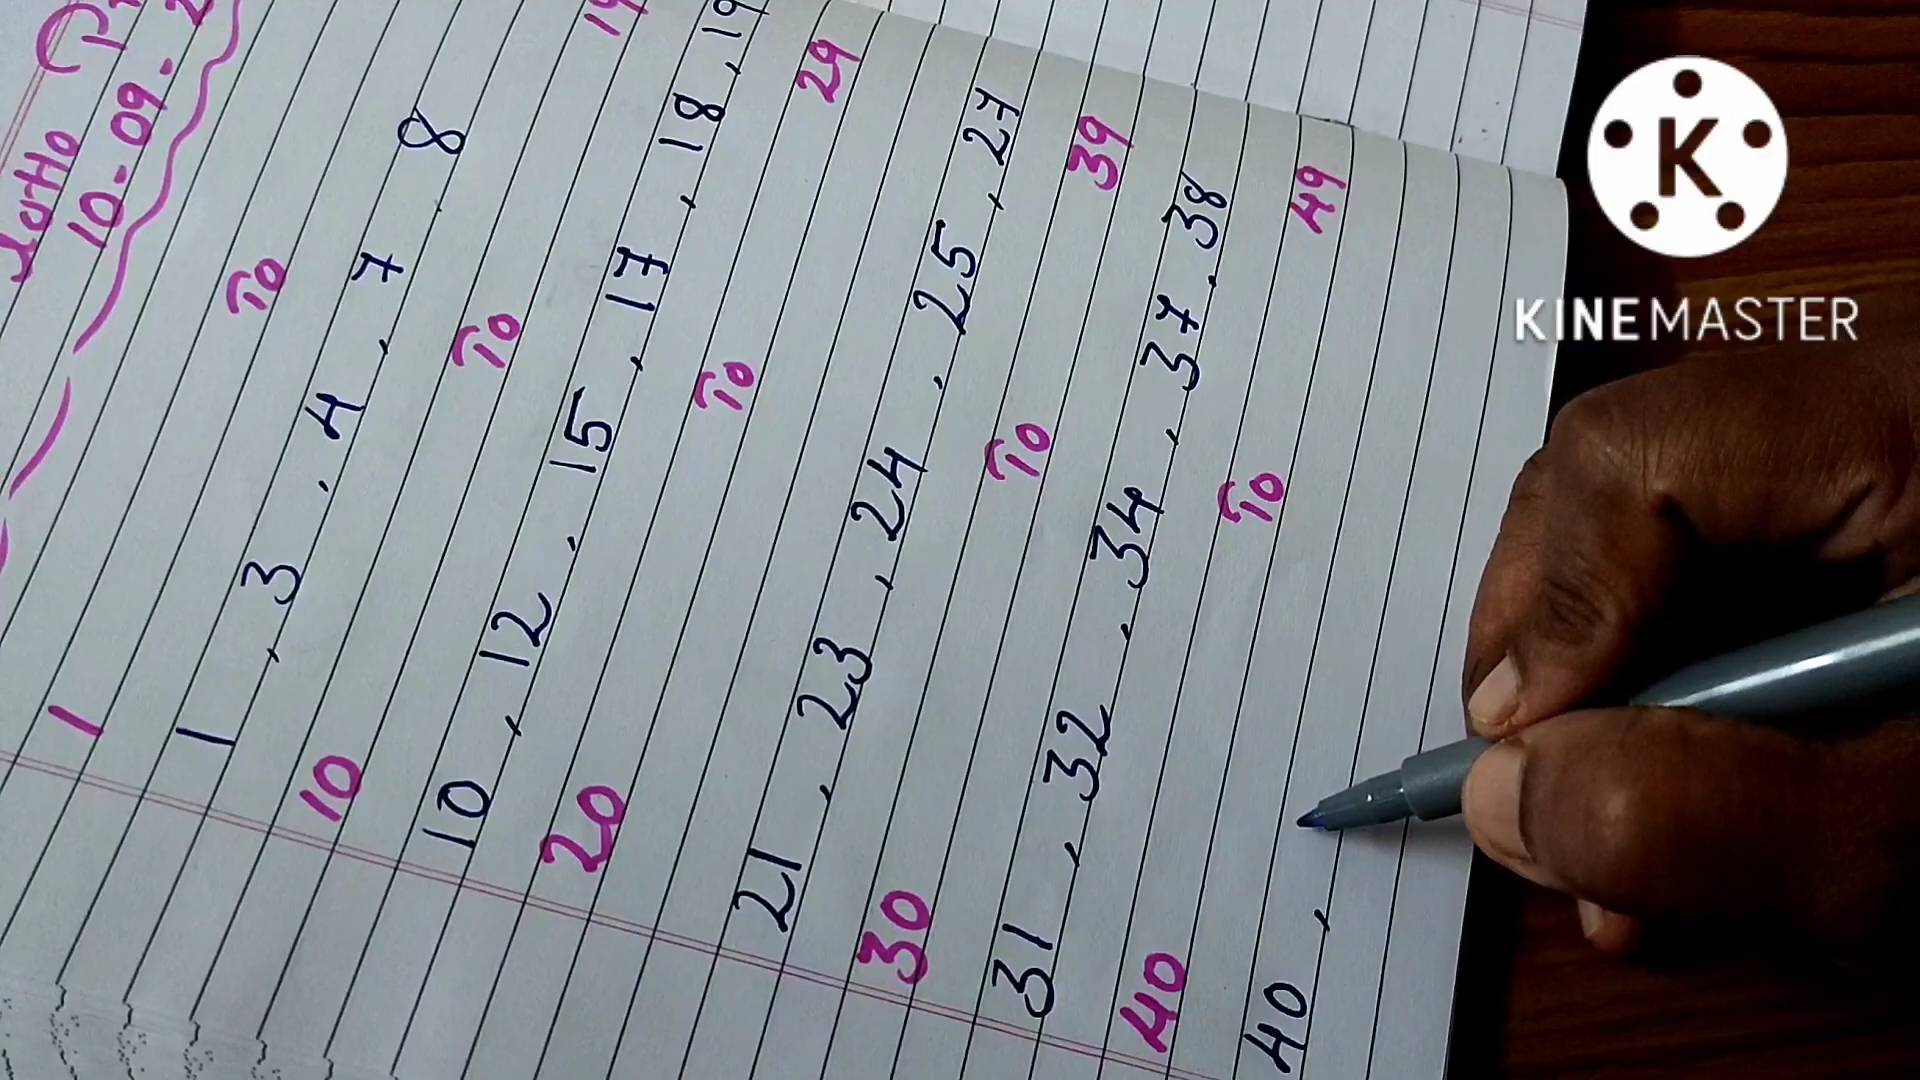 10-09-
1 To
1, 3, 4, 7 8
10 To 19
10, 12, 15, 17, 18, 19
20 To 29
21, 23, 24, 25, 27
30 To 39
31, 32, 34, 37, 38
40 To 49
40,
K
KINEMASTER